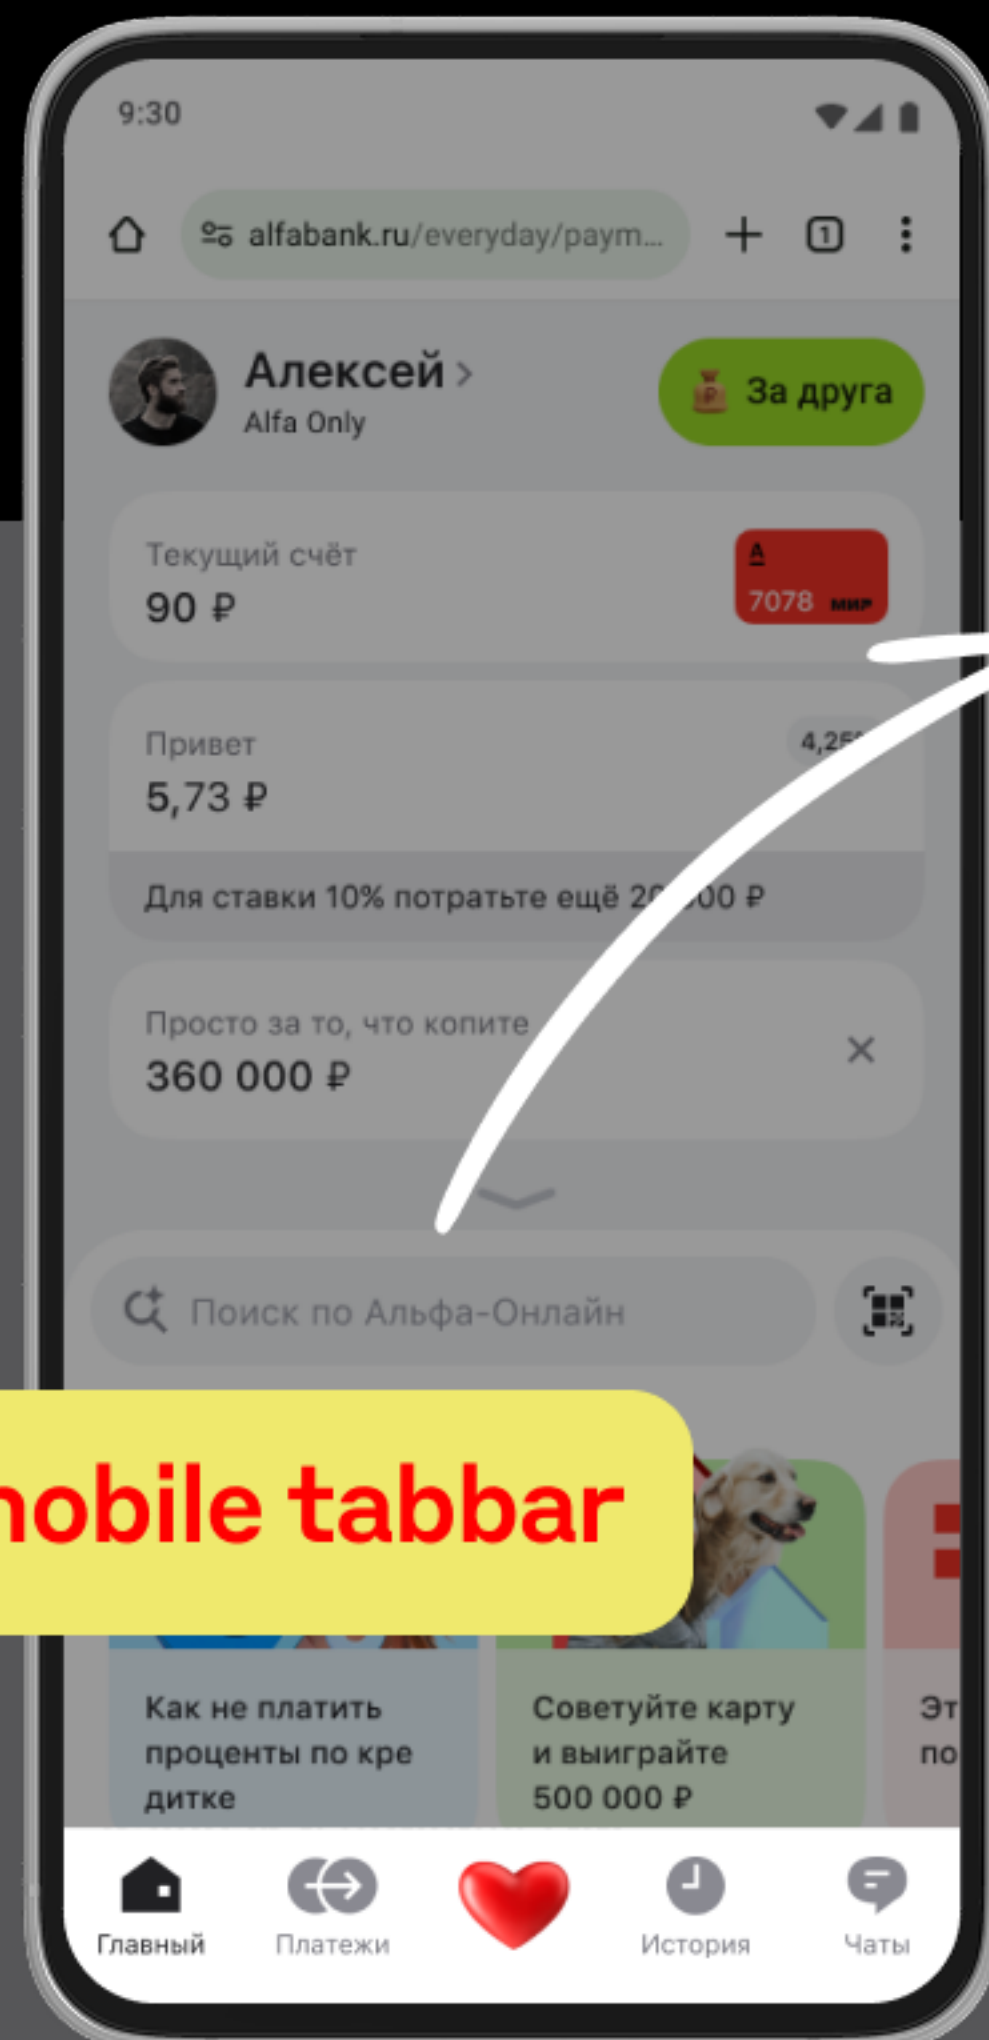 9:30
alfabank.ru/everyday/paym...
1
Алексей
Alfa Only
За друга
Текущий счёт
90 ₽
А
7078 МИР
Привет
5,73 ₽
Для ставки 10% потратьте ещё
Просто за то, что копите
360 000 ₽
Поиск по Альфа-Онлайн
tabbar
Как не платить
проценты по кре
дитке
Советуйте карту
и выиграйте
500 000 ₽
Главный
Платежи
История
Чаты